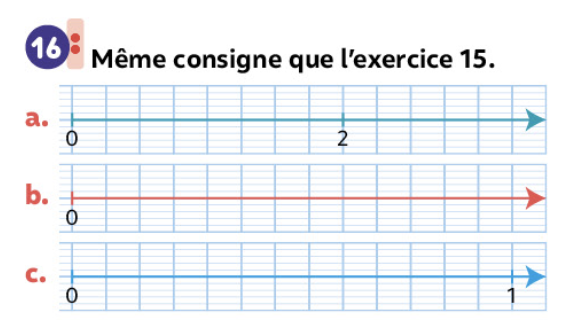 16 Même consigne que l'exercice 15.
a.
0 2
b.
0
c.
0 1